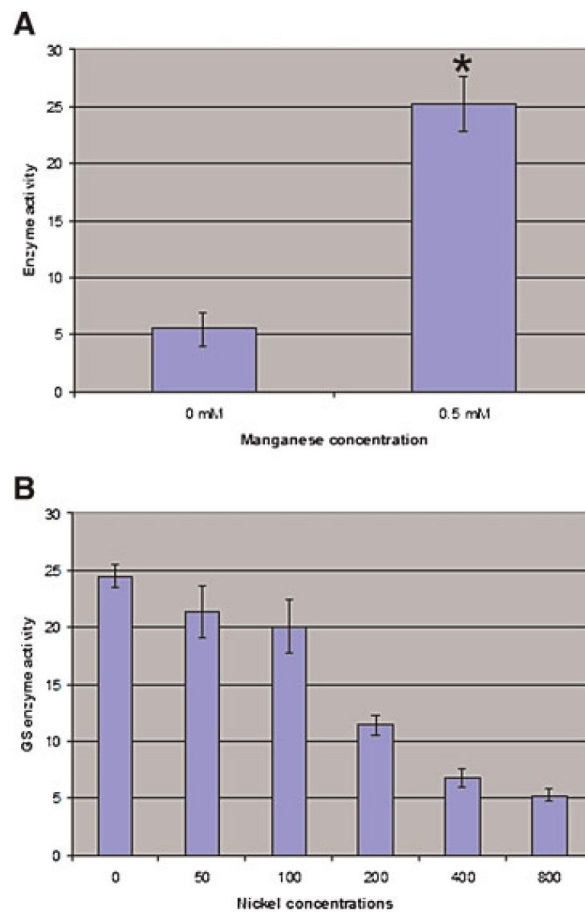 A
30
25
20
15
10
5
0
Enzyme activity
*
0 mM
0.5 mM
Manganese concentration
B
30
25
20
15
10
5
0
GS enzyme activity
0
50
100
200
400
800
Nickel concentrations